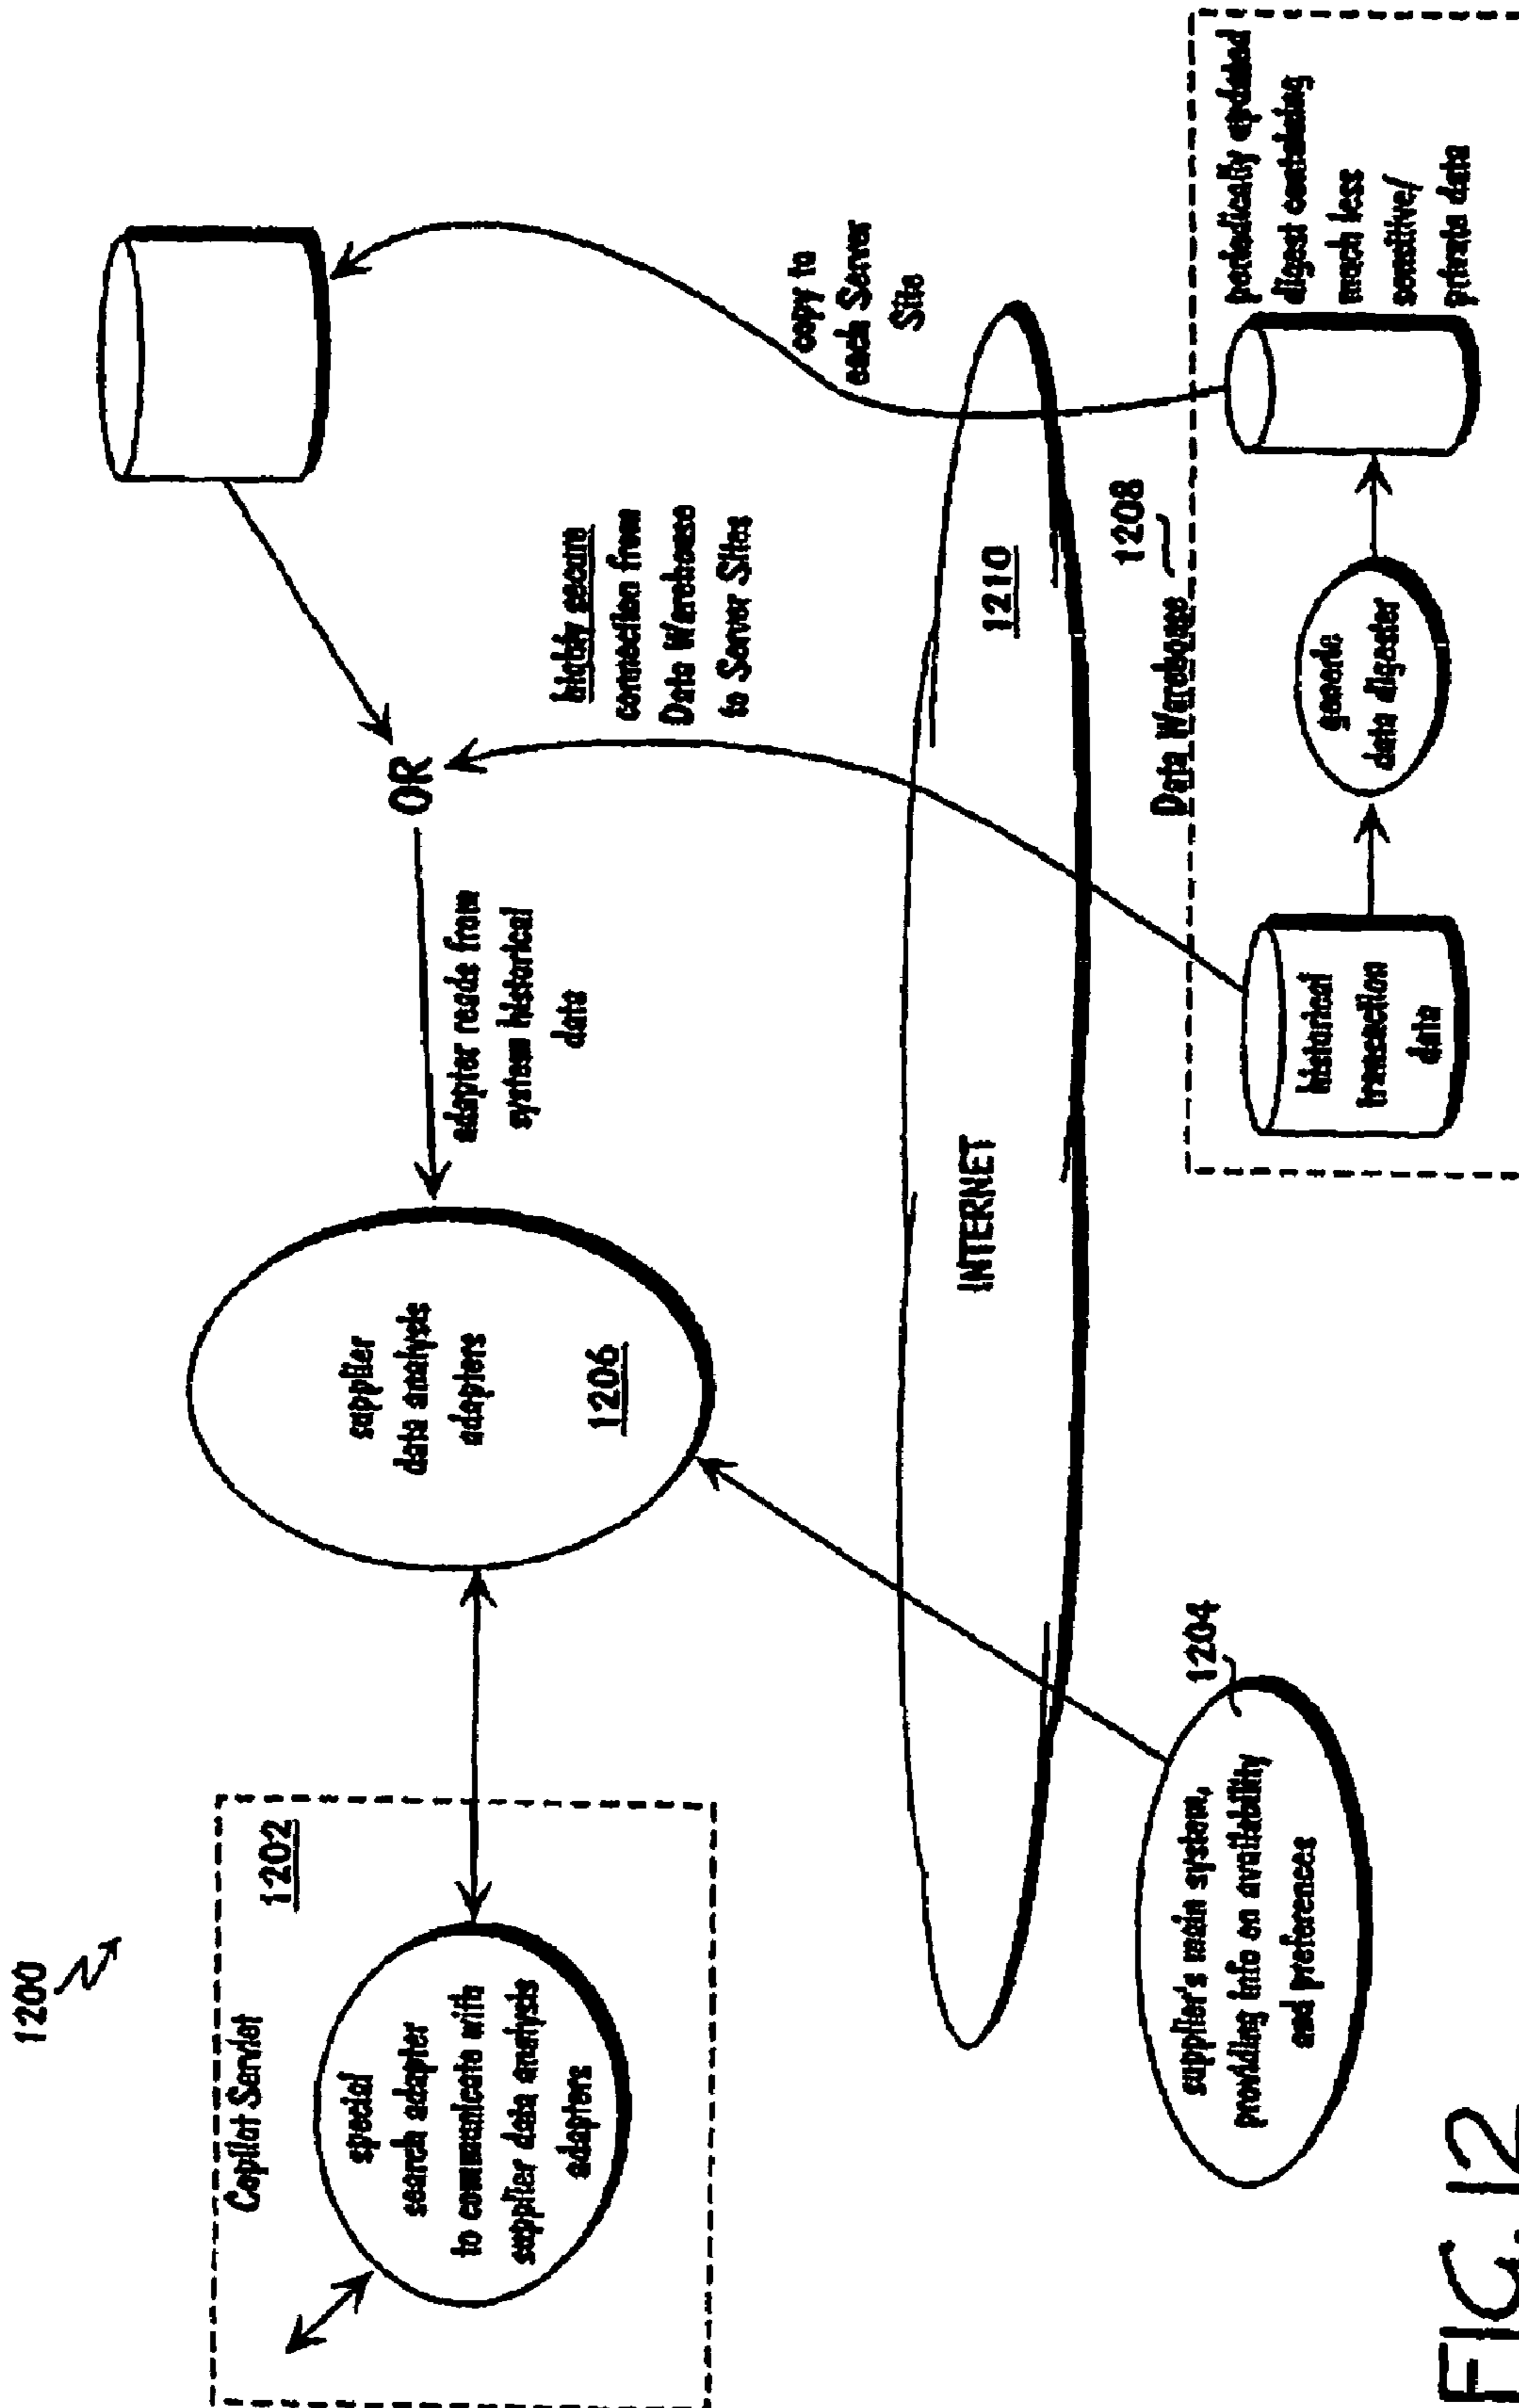 1200
Copilot Servlet
1202
special
search adapter
to communicate with
supplier data analysis
adapters
supplier
data analysis
adapters
1206
adapter reads from
system historical
data
OR
highly secure
connection from
Data Warehouse
to Server Sites
copy to
each Server
Site
INTERNET
1210
1204
supplier's main system,
providing info on availability
and preferences
Data Warehouse
1208
historical
transaction
data
generic
data digester
periodically updated
digest containing
much less
sensitive/
private data
FIG. 12